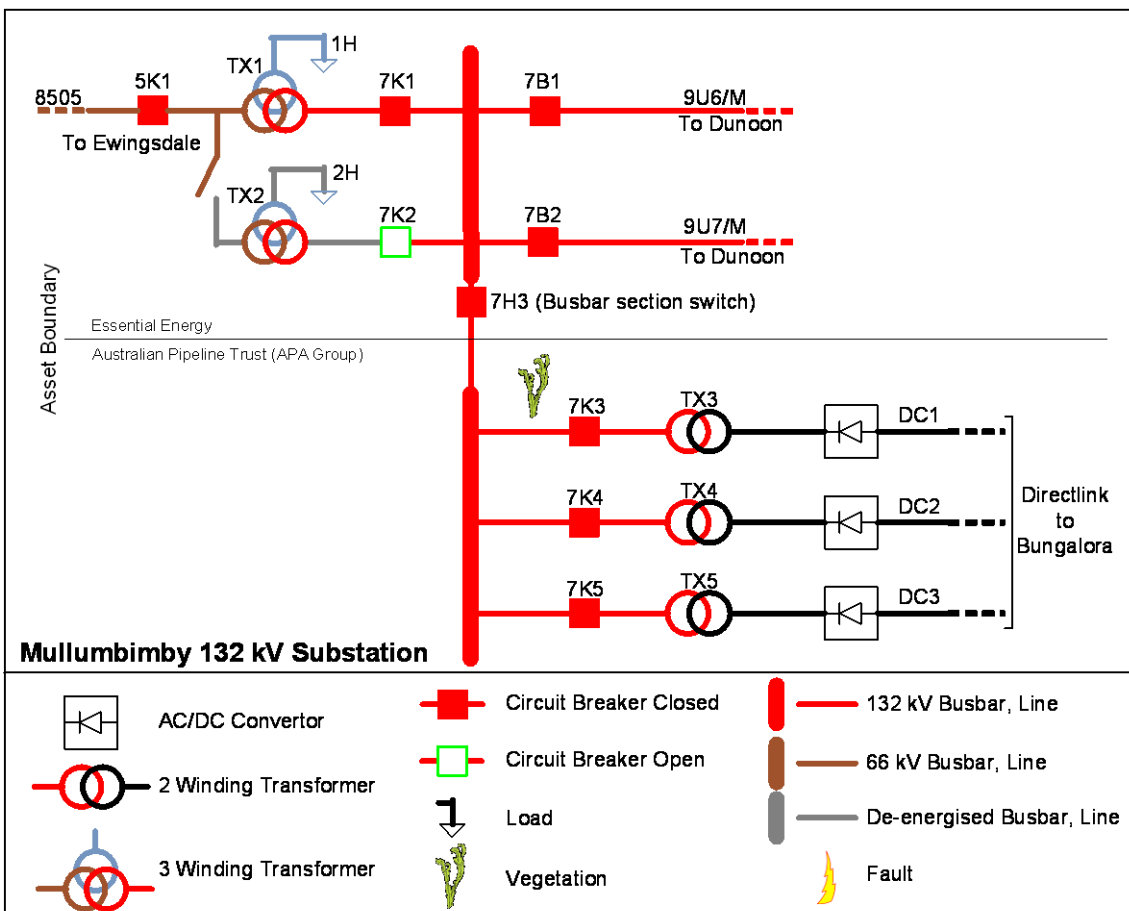 1H
TX1
5K1
7K1
7B1
8505
9U6/M
To Ewingsdale
To Dunoon
2H
TX2
7K2
7B2
9U7/M
To Dunoon
7H3 (Busbar section switch)
Asset Boundary
Essential Energy
Australian Pipeline Trust (APA Group)
7K3
TX3
DC1
7K4
TX4
DC2
Directlink
to
Bungalora
7K5
TX5
DC3
Mullumbimby 132 kV Substation
AC/DC Convertor
Circuit Breaker Closed
132 kV Busbar, Line
2 Winding Transformer
Circuit Breaker Open
66 kV Busbar, Line
Load
De-energised Busbar, Line
3 Winding Transformer
Vegetation
Fault